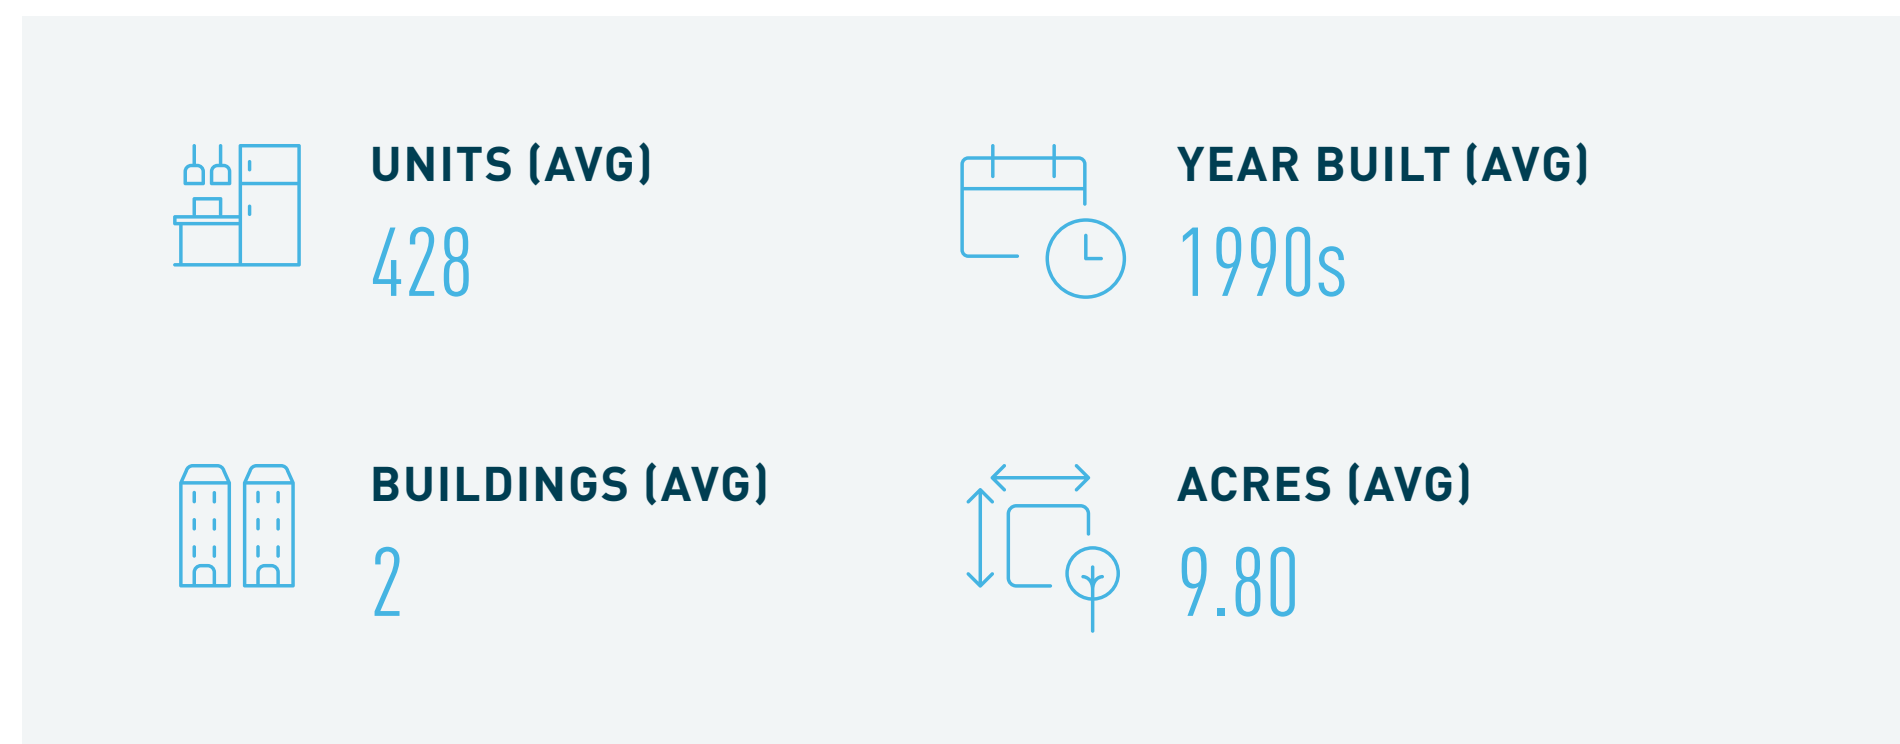 UNITS (AVG)
428
YEAR BUILT (AVG)
1990s
BUILDINGS (AVG)
2
ACRES (AVG)
9.80